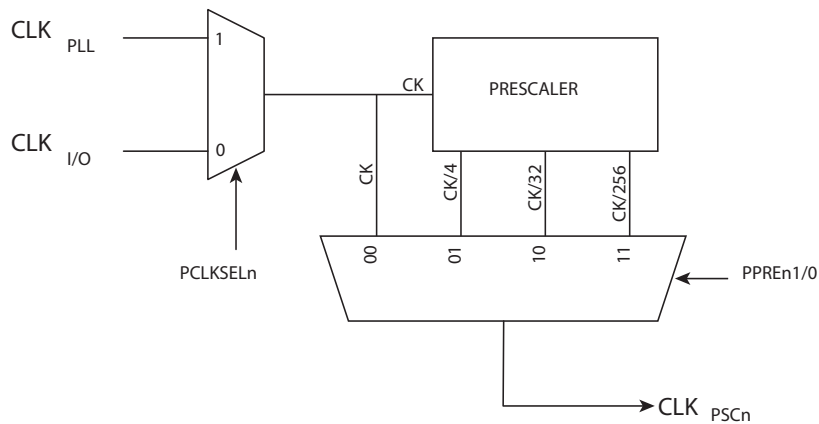 CLK PLL
1
CK
PRESCALER
CLK I/O
0
CK
CK/4
CK/32
CK/256
PCLKSELn
00
01
10
11
PPREn1/0
CLK PSCn